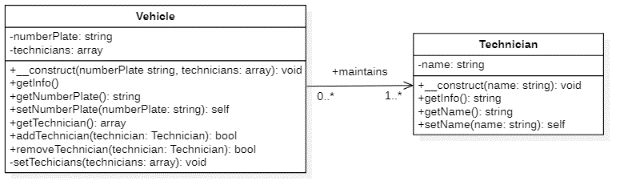 Vehicle
-numberPlate: string
-technicians: array
+__construct(numberPlate string, technicians: array): void
+getInfo()
+getNumberPlate(): string
+setNumberPlate(numberPlate: string): self
+getTechnician(): array
+addTechnician(technician: Technician): bool
+removeTechnician(technician: Technician): bool
-setTechicians(technicians: array): void
+maintains
0..*
1..*
Technician
-name: string
+__construct(name: string): void
+getInfo(): string
+getName(): string
+setName(name: string): self